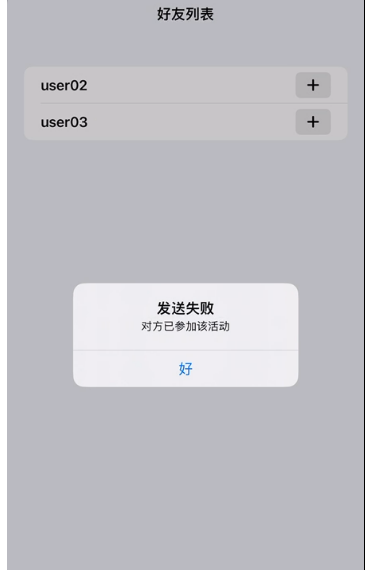 好友列表
user02
+
user03
+
发送失败
对方已参加该活动
好